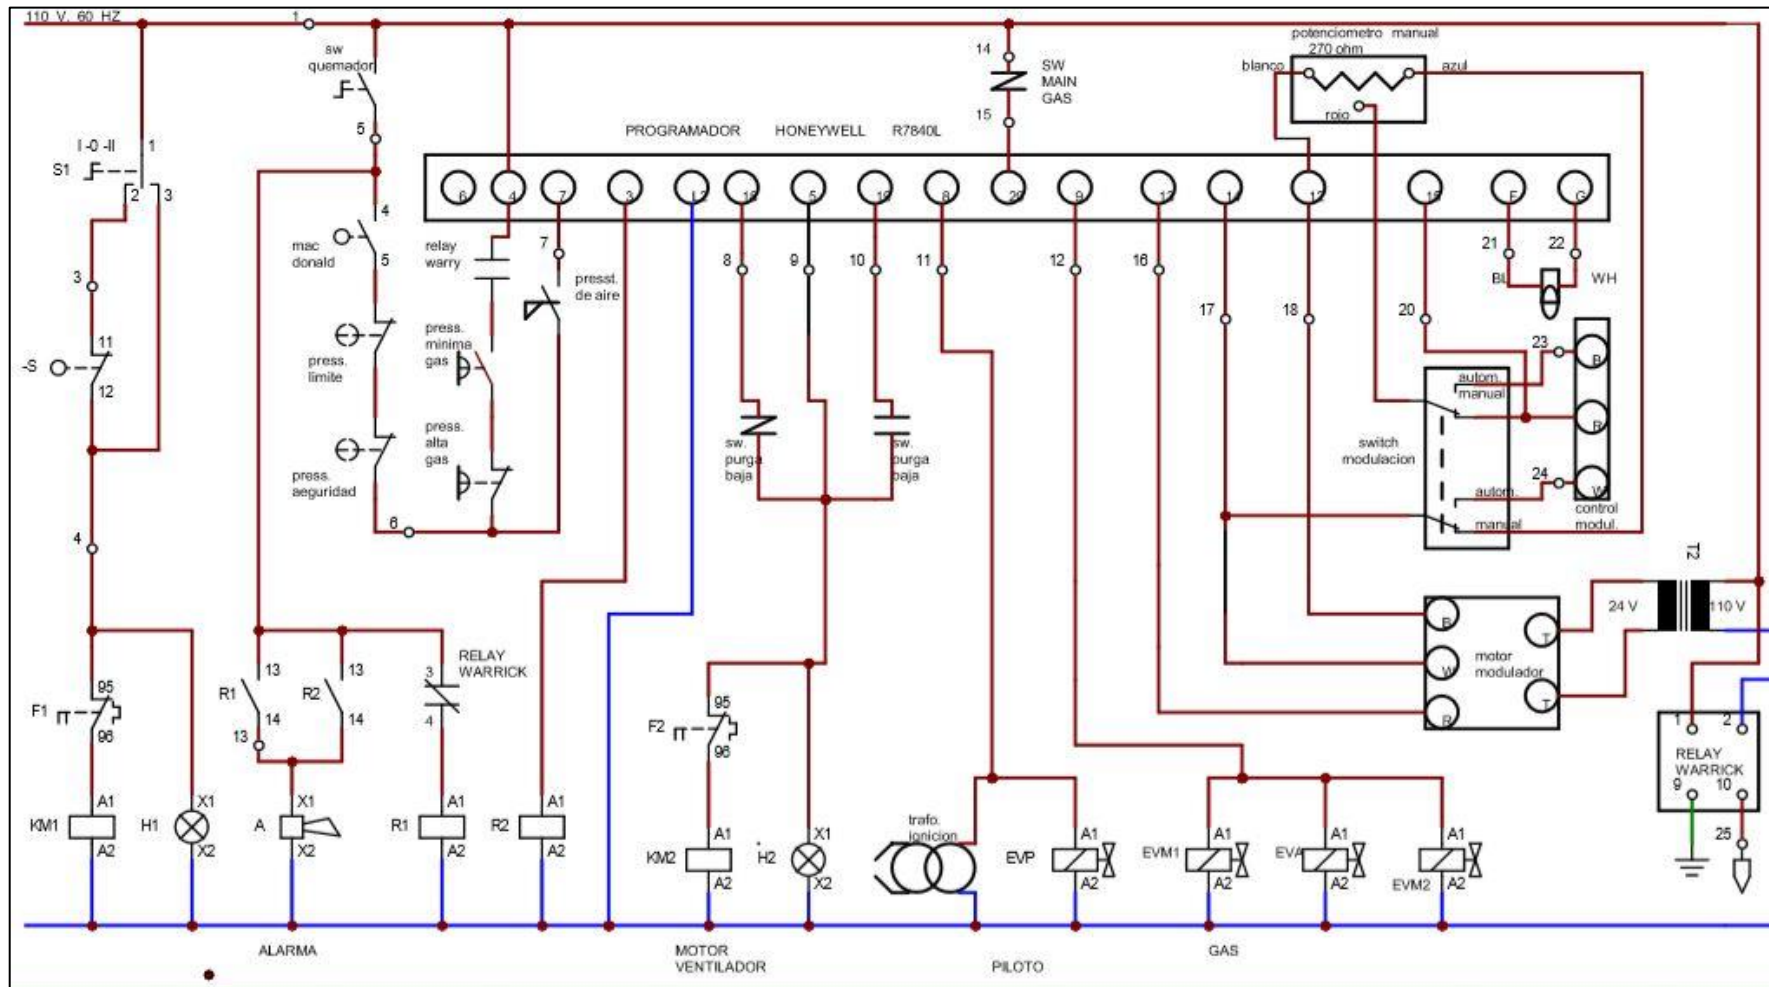 110 V. 60 HZ
1
sw
quemador
5
I -0 -II
1
S1
2
3
3
11
-S
12
4
F1
95
96
KM1
A1
A2
H1
X1
X2
4
mac
donald
5
press.
limite
press.
aeguridad
6
relay
warry
press.
minima
gas
press.
alta
gas
7
presst.
de aire
14
SW
MAIN
GAS
15
potenciometro manual
270 ohm
blanco
azul
rojo
PROGRAMADOR HONEYWELL R7840L
6
4
7
3
L2
18
5
19
8
20
9
13
14
12
15
F
G
8
9
10
11
12
16
17
18
20
21
22
BL
WH
sw.
purga
baja
sw.
purga
baja
23
autom.
manual
switch
modulacion
24
autom.
manual
B
R
W
control
modul.
T2
24 V
110 V
B
W
R
motor
modulador
T
T
1
2
RELAY
WARRICK
9
10
25
R1
13
14
R2
13
14
13
RELAY
WARRICK
3
4
A
X1
X2
R1
A1
A2
R2
A1
A2
F2
95
96
KM2
A1
A2
H2
X1
X2
trafo.
ignicion
EVP
A1
A2
EVM1
A1
A2
EVA
A1
A2
EVM2
A1
A2
ALARMA
MOTOR
VENTILADOR
PILOTO
GAS